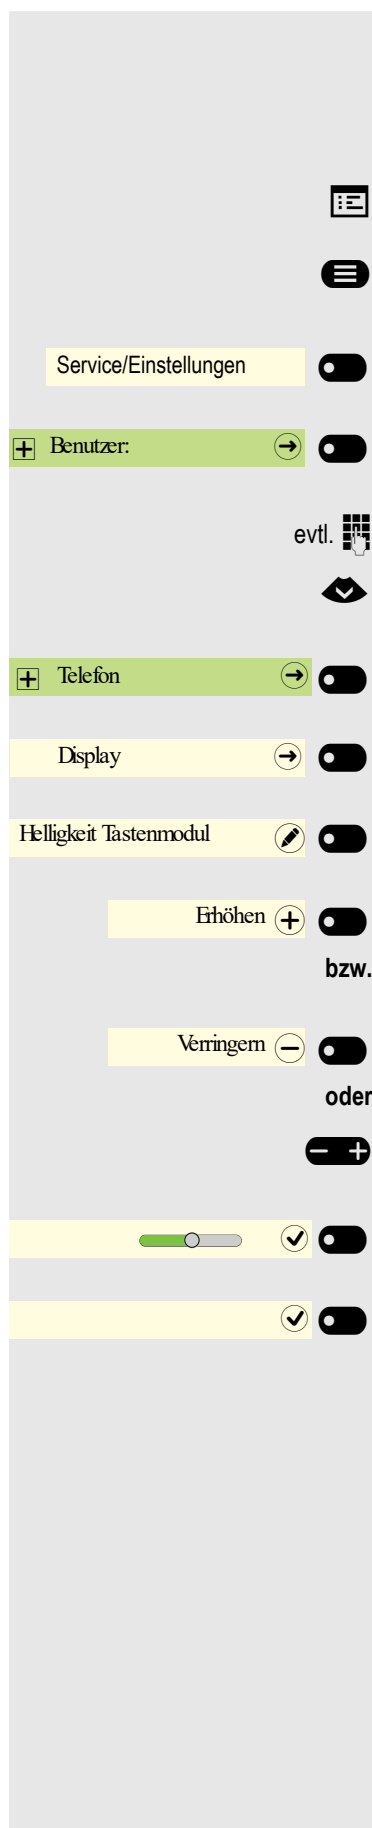 Service/Einstellungen
Benutzer:
evtl.
Telefon
Display
Helligkeit Tastenmodul
Erhöhen
bzw.
Verringern
oder